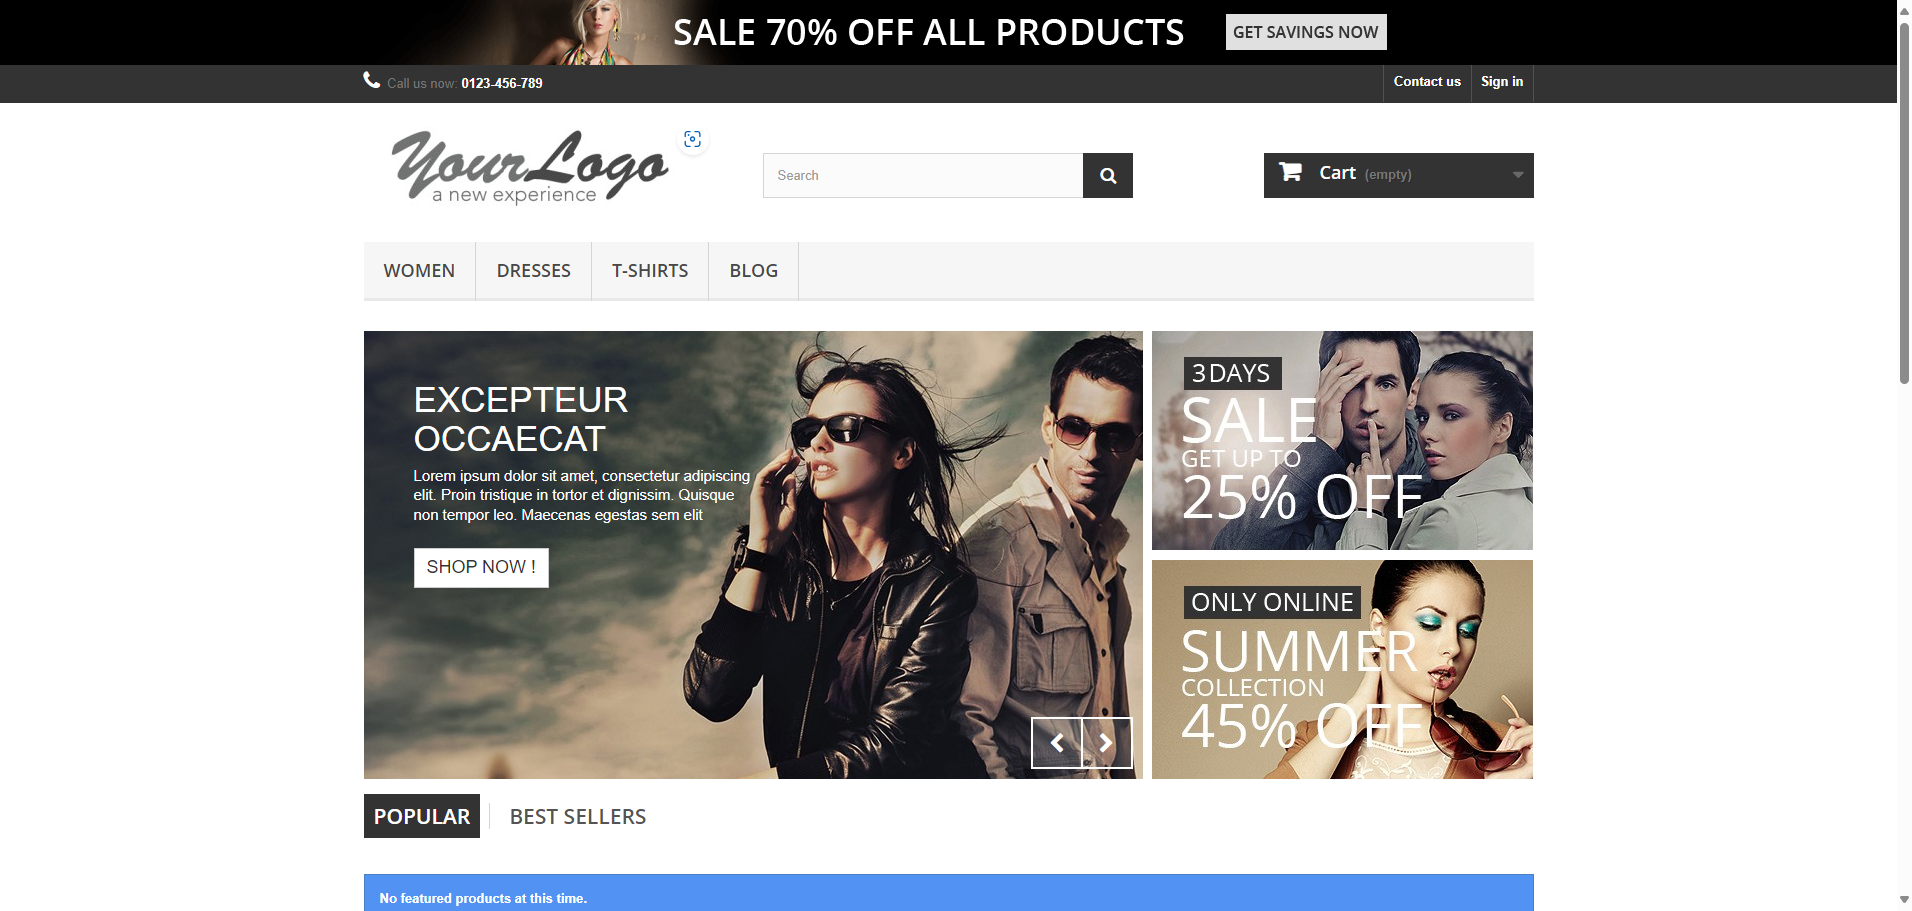 SALE 70% OFF ALL PRODUCTS
GET SAVINGS NOW
Call us now: 0123-456-789
Contact us
Sign in
YourLogo
a new experience
Search
Cart (empty)
WOMEN
DRESSES
T-SHIRTS
BLOG
EXCEPTEUR
OCCAECAT
Lorem ipsum dolor sit amet, consectetur adipiscing
elit. Proin tristique in tortor et dignissim. Quisque
non tempor leo. Maecenas egestas sem elit
SHOP NOW !
3DAYS
SALE
GET UP TO
25% OFF
ONLY ONLINE
SUMMER
COLLECTION
45% OFF
POPULAR
BEST SELLERS
No featured products at this time.